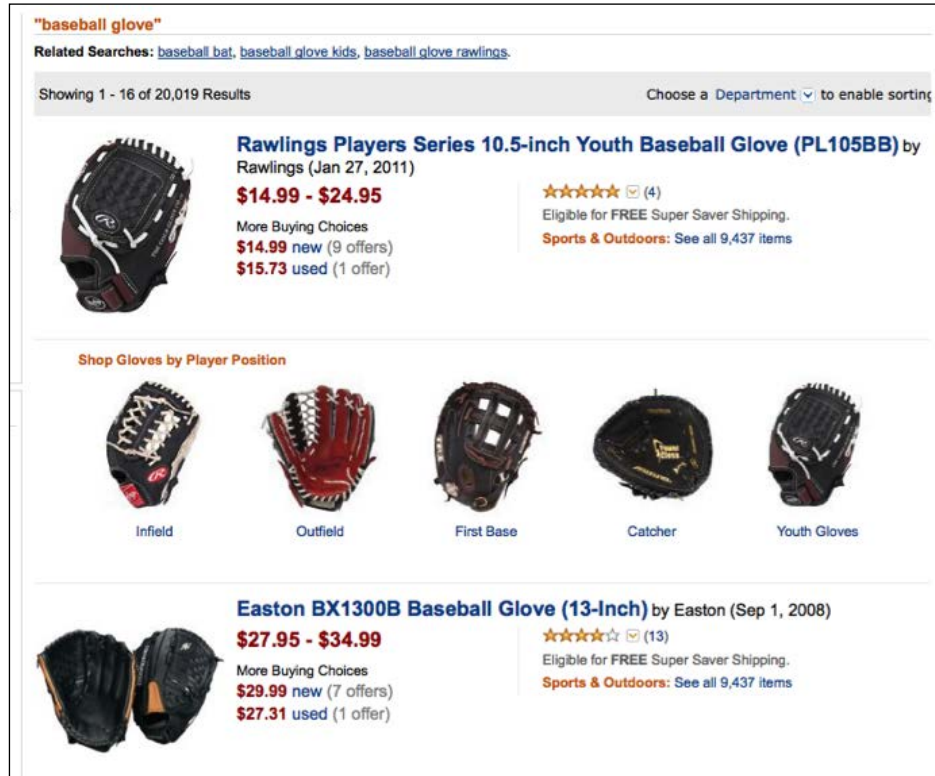 "baseball glove"
Related Searches: baseball bat, baseball glove kids, baseball glove rawlings.
Showing 1 - 16 of 20,019 Results
Choose a Department to enable sorting
Rawlings Players Series 10.5-inch Youth Baseball Glove (PL105BB) by
Rawlings (Jan 27, 2011)
$14.99 - $24.95
More Buying Choices
$14.99 new (9 offers)
$15.73 used (1 offer)
(4)
Eligible for FREE Super Saver Shipping.
Sports & Outdoors: See all 9,437 items
Shop Gloves by Player Position
Infield
Outfield
First Base
Catcher
Youth Gloves
Easton BX1300B Baseball Glove (13-Inch) by Easton (Sep 1, 2008)
$27.95 - $34.99
More Buying Choices
$29.99 new (7 offers)
$27.31 used (1 offer)
(13)
Eligible for FREE Super Saver Shipping.
Sports & Outdoors: See all 9,437 items